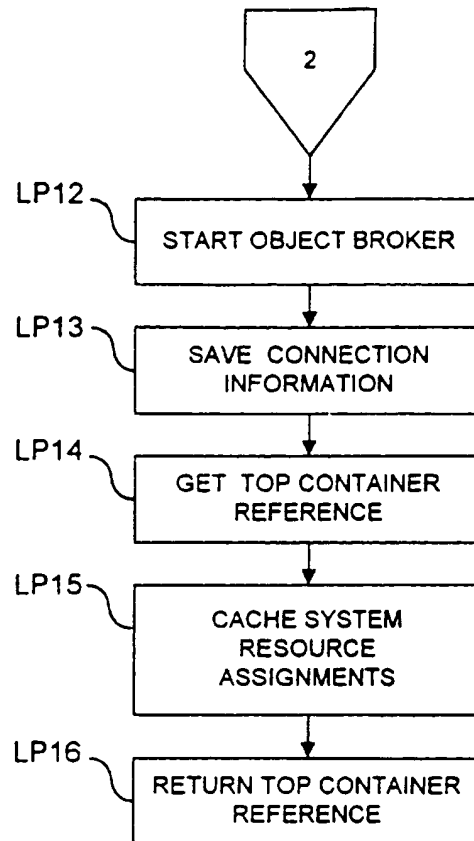 2
LP12
START OBJECT BROKER
LP13
SAVE CONNECTION
INFORMATION
LP14
GET TOP CONTAINER
REFERENCE
LP15
CACHE SYSTEM
RESOURCE
ASSIGNMENTS
LP16
RETURN TOP CONTAINER
REFERENCE